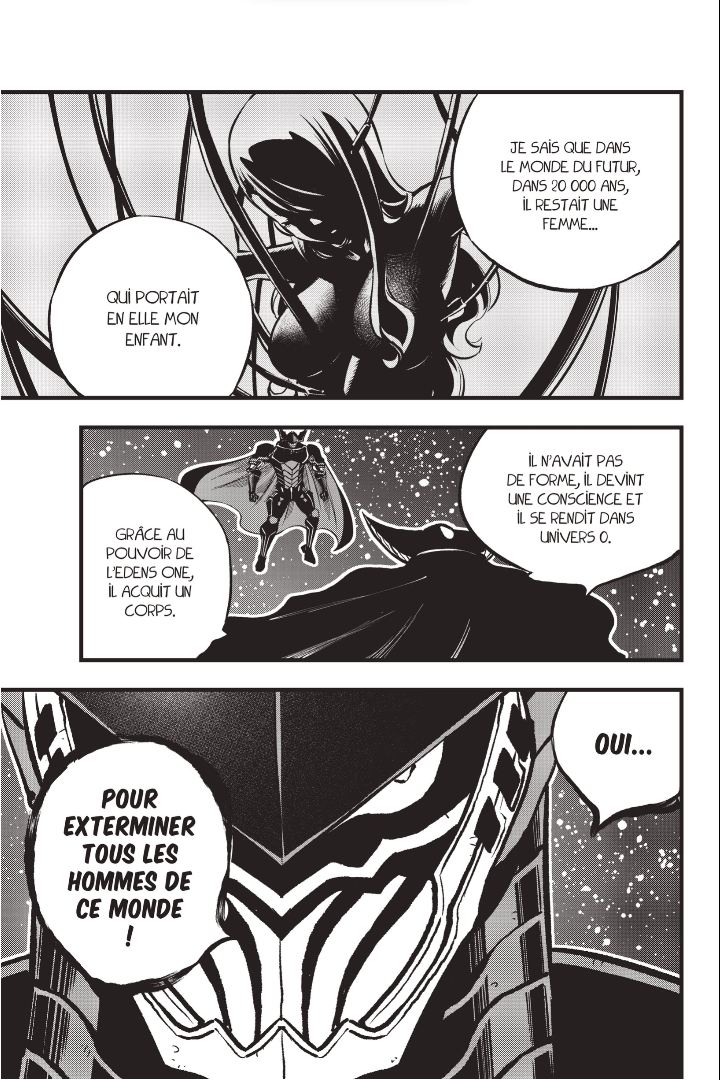 JE SAIS QUE DANS
LE MONDE DU FUTUR,
DANS 20 000 ANS,
IL RESTAIT UNE
FEMME...
QUI PORTAIT
EN ELLE MON
ENFANT.
IL N'AVAIT PAS
DE FORME, IL DEVINT
UNE CONSCIENCE ET
IL SE RENDIT DANS
UNIVERS 0.
GRÂCE AU
POUVOIR DE
L'EDENS ONE,
IL ACQUIT UN
CORPS.
OUI...
POUR
EXTERMINER
TOUS LES
HOMMES DE
CE MONDE
!